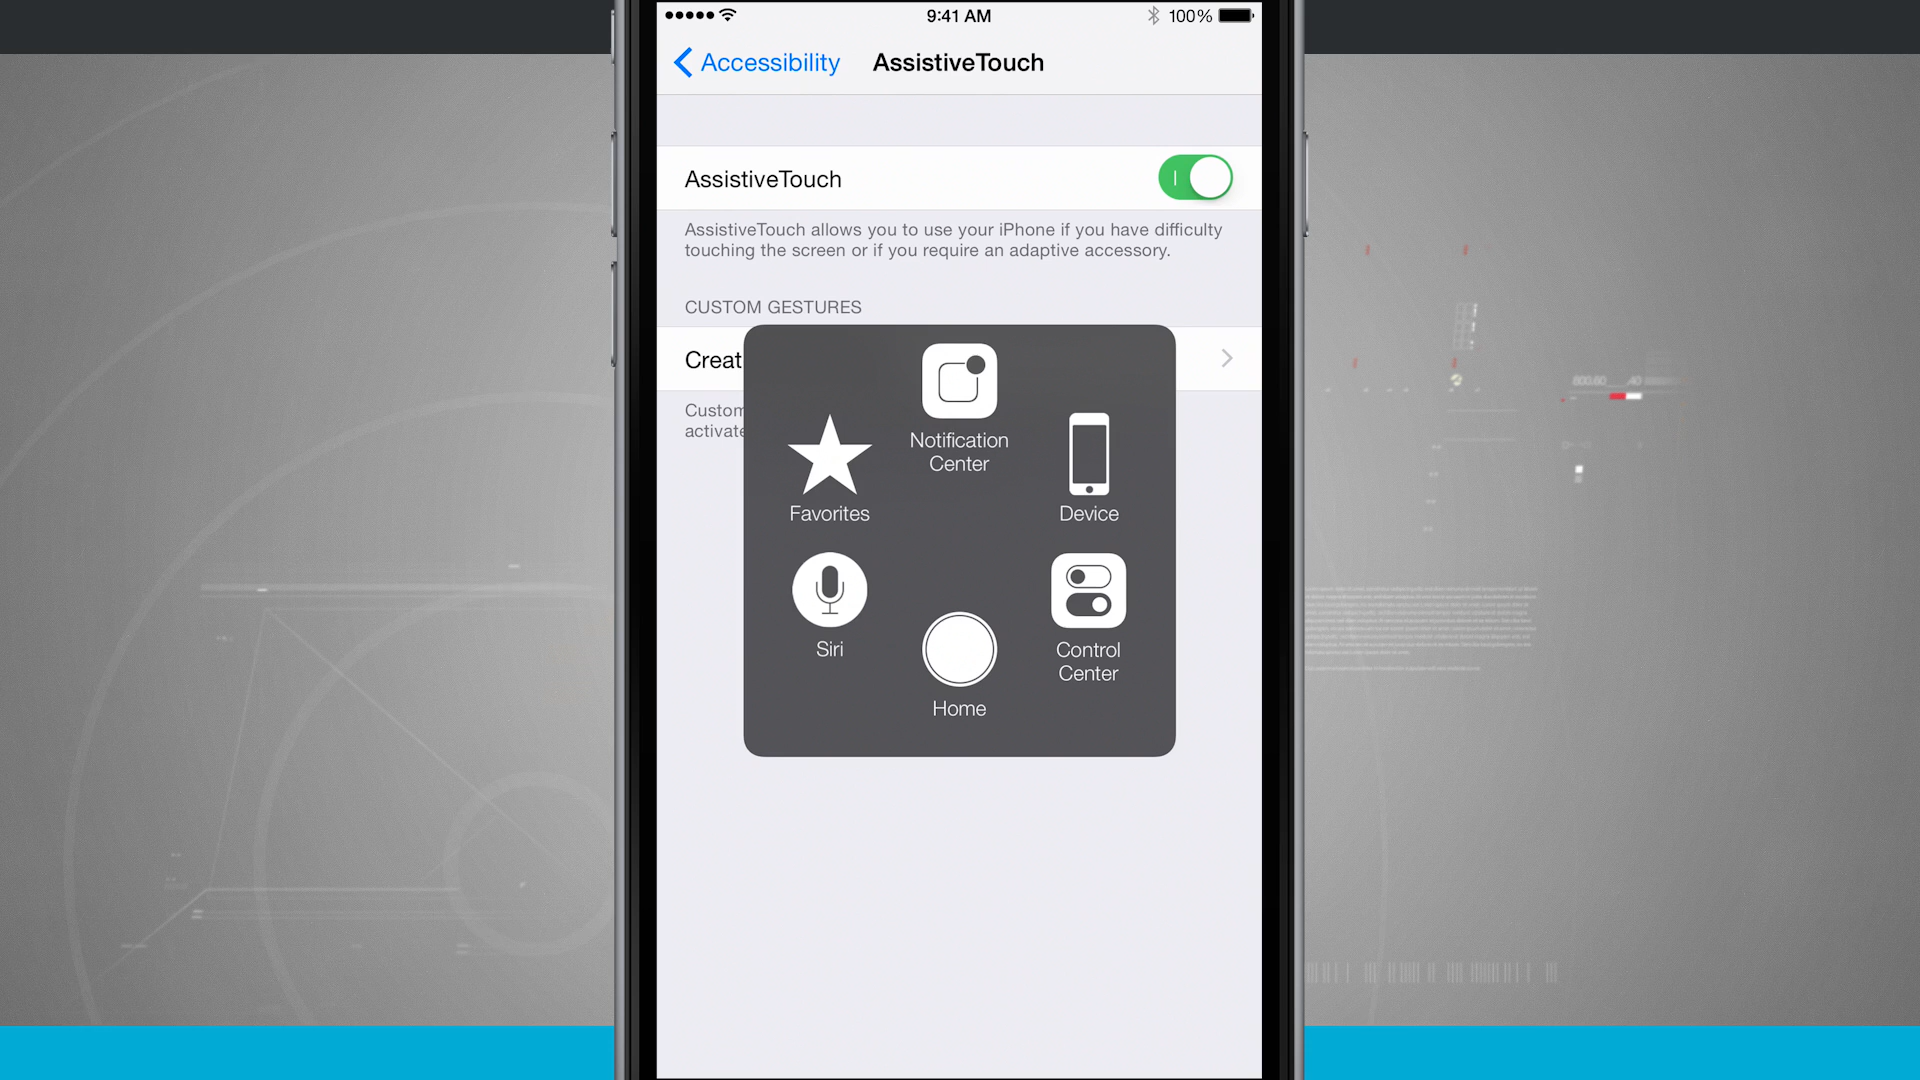 9:41 AM
100%
Accessibility
AssistiveTouch
AssistiveTouch
AssistiveTouch allows you to use your iPhone if you have difficulty
touching the screen or if you require an adaptive accessory.
CUSTOM GESTURES
Creat
Custom
activate
Notification
Center
Favorites
Device
Siri
Control
Center
Home
800.60